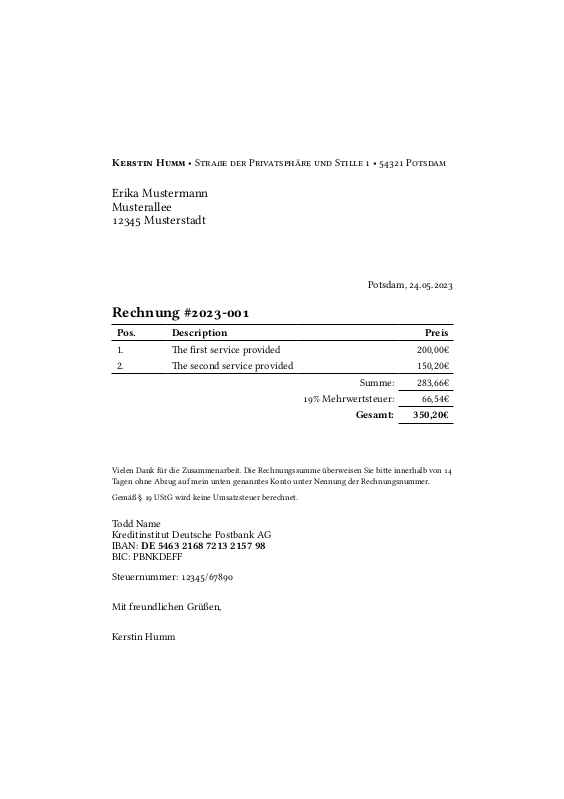 Kerstin Humm • Straße der Privatsphäre und Stille 1 • 54321 Potsdam
Erika Mustermann
Musterallee
12345 Musterstadt
Potsdam, 24.05.2023
Rechnung #2023-001
Pos. Description Preis
1. The first service provided 200,00€
2. The second service provided 150,20€
Summe: 283,66€
19% Mehrwertsteuer: 66,54€
Gesamt: 350,20€
Vielen Dank für die Zusammenarbeit. Die Rechnungssumme überweisen Sie bitte innerhalb von 14
Tagen ohne Abzug auf mein unten genanntes Konto unter Nennung der Rechnungsnummer.
Gemäß § 19 UStG wird keine Umsatzsteuer berechnet.
Todd Name
Kreditinstitut Deutsche Postbank AG
IBAN: DE 5463 2168 7213 2157 98
BIC: PBNKDEFF
Steuernummer: 12345/67890
Mit freundlichen Grüßen,
Kerstin Humm